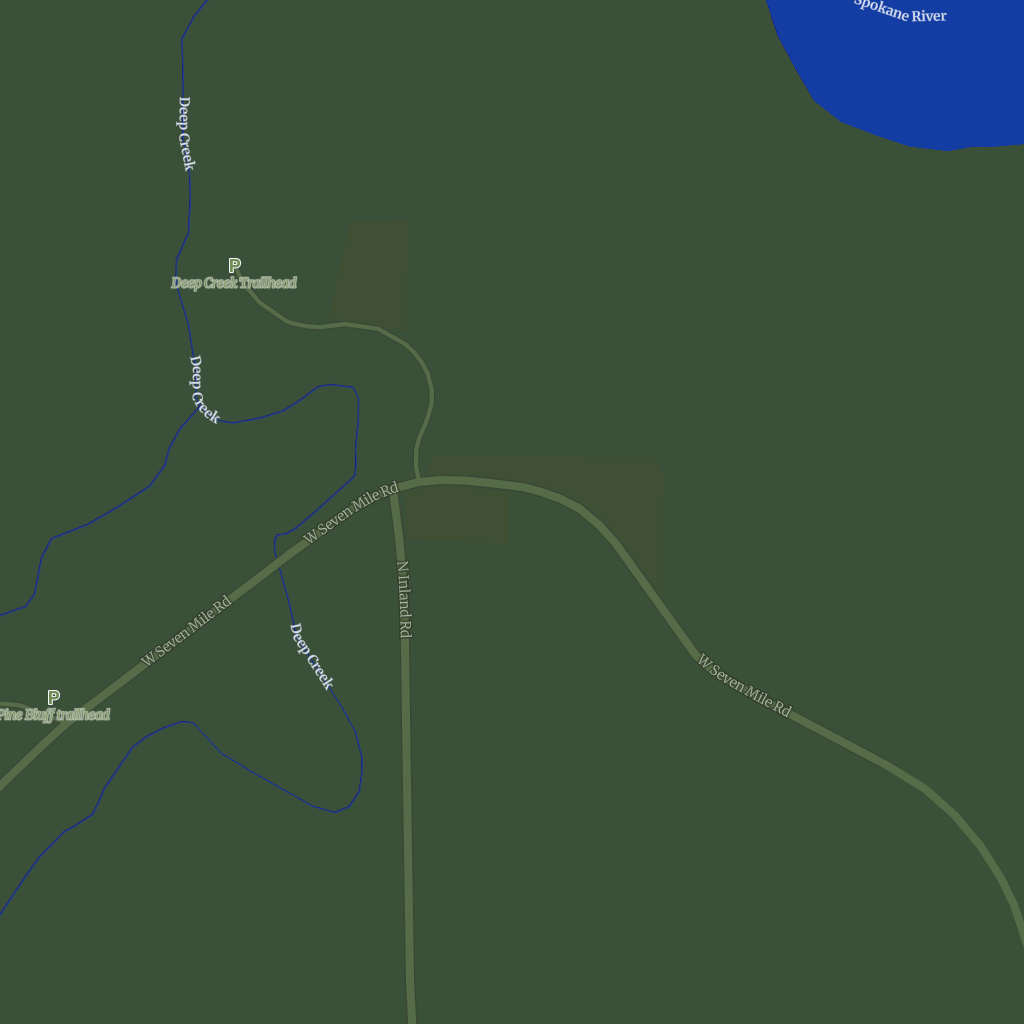 Spokane River
Deep Creek
P
Deep Creek Trailhead
Deep Creek
W Seven Mile Rd
N Inland Rd
W Seven Mile Rd
Deep Creek
W Seven Mile Rd
P
Pine Bluff trailhead